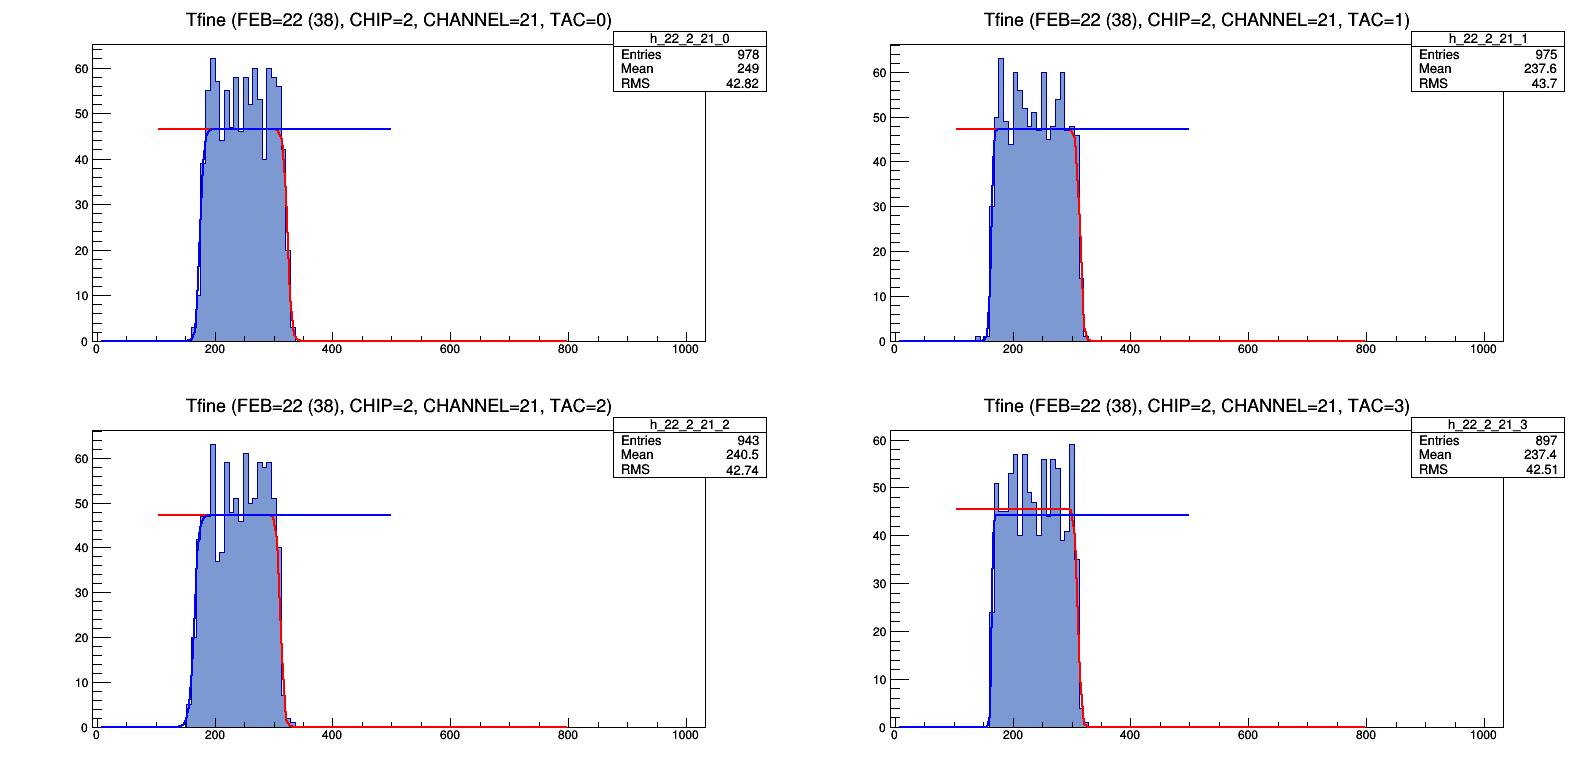 Tfine (FEB=22 (38), CHIP=2, CHANNEL=21, TAC=0)
h_22_2_21_0
Entries 978
Mean 249
RMS 42.82
60
50
40
30
20
10
0
0 200 400 600 800 1000
Tfine (FEB=22 (38), CHIP=2, CHANNEL=21, TAC=1)
h_22_2_21_1
Entries 975
Mean 237.6
RMS 43.7
60
50
40
30
20
10
0
0 200 400 600 800 1000
Tfine (FEB=22 (38), CHIP=2, CHANNEL=21, TAC=2)
h_22_2_21_2
Entries 943
Mean 240.5
RMS 42.74
60
50
40
30
20
10
0
0 200 400 600 800 1000
Tfine (FEB=22 (38), CHIP=2, CHANNEL=21, TAC=3)
h_22_2_21_3
Entries 897
Mean 237.4
RMS 42.51
60
50
40
30
20
10
0
0 200 400 600 800 1000